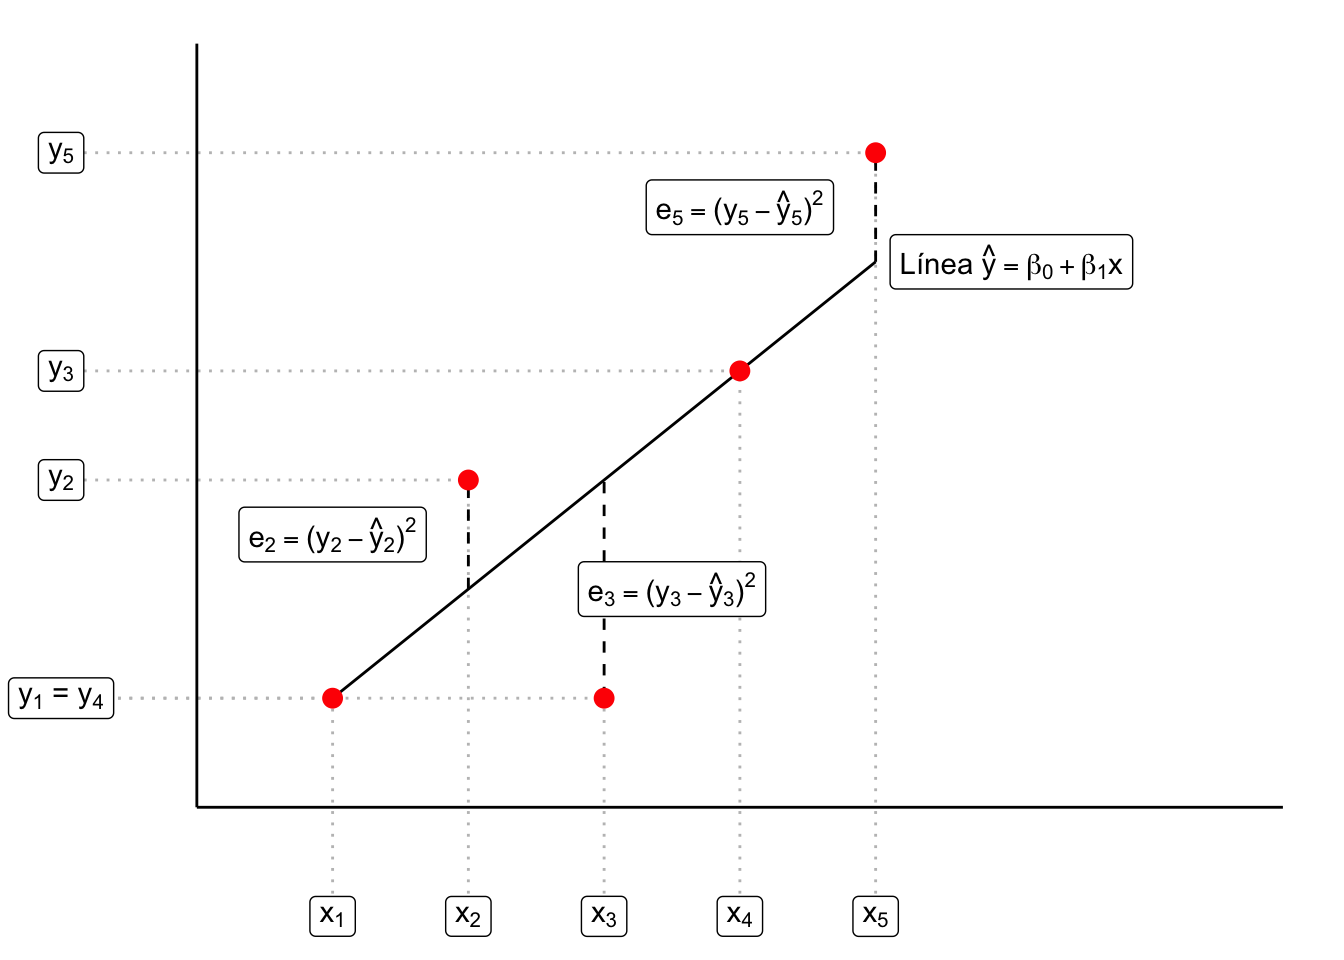 y₅
e₅ = (y₅ − ŷ₅)²
Línea ŷ = β₀ + β₁x
y₃
y₂
e₂ = (y₂ − ŷ₂)²
e₃ = (y₃ − ŷ₃)²
y₁ = y₄
x₁ x₂ x₃ x₄ x₅